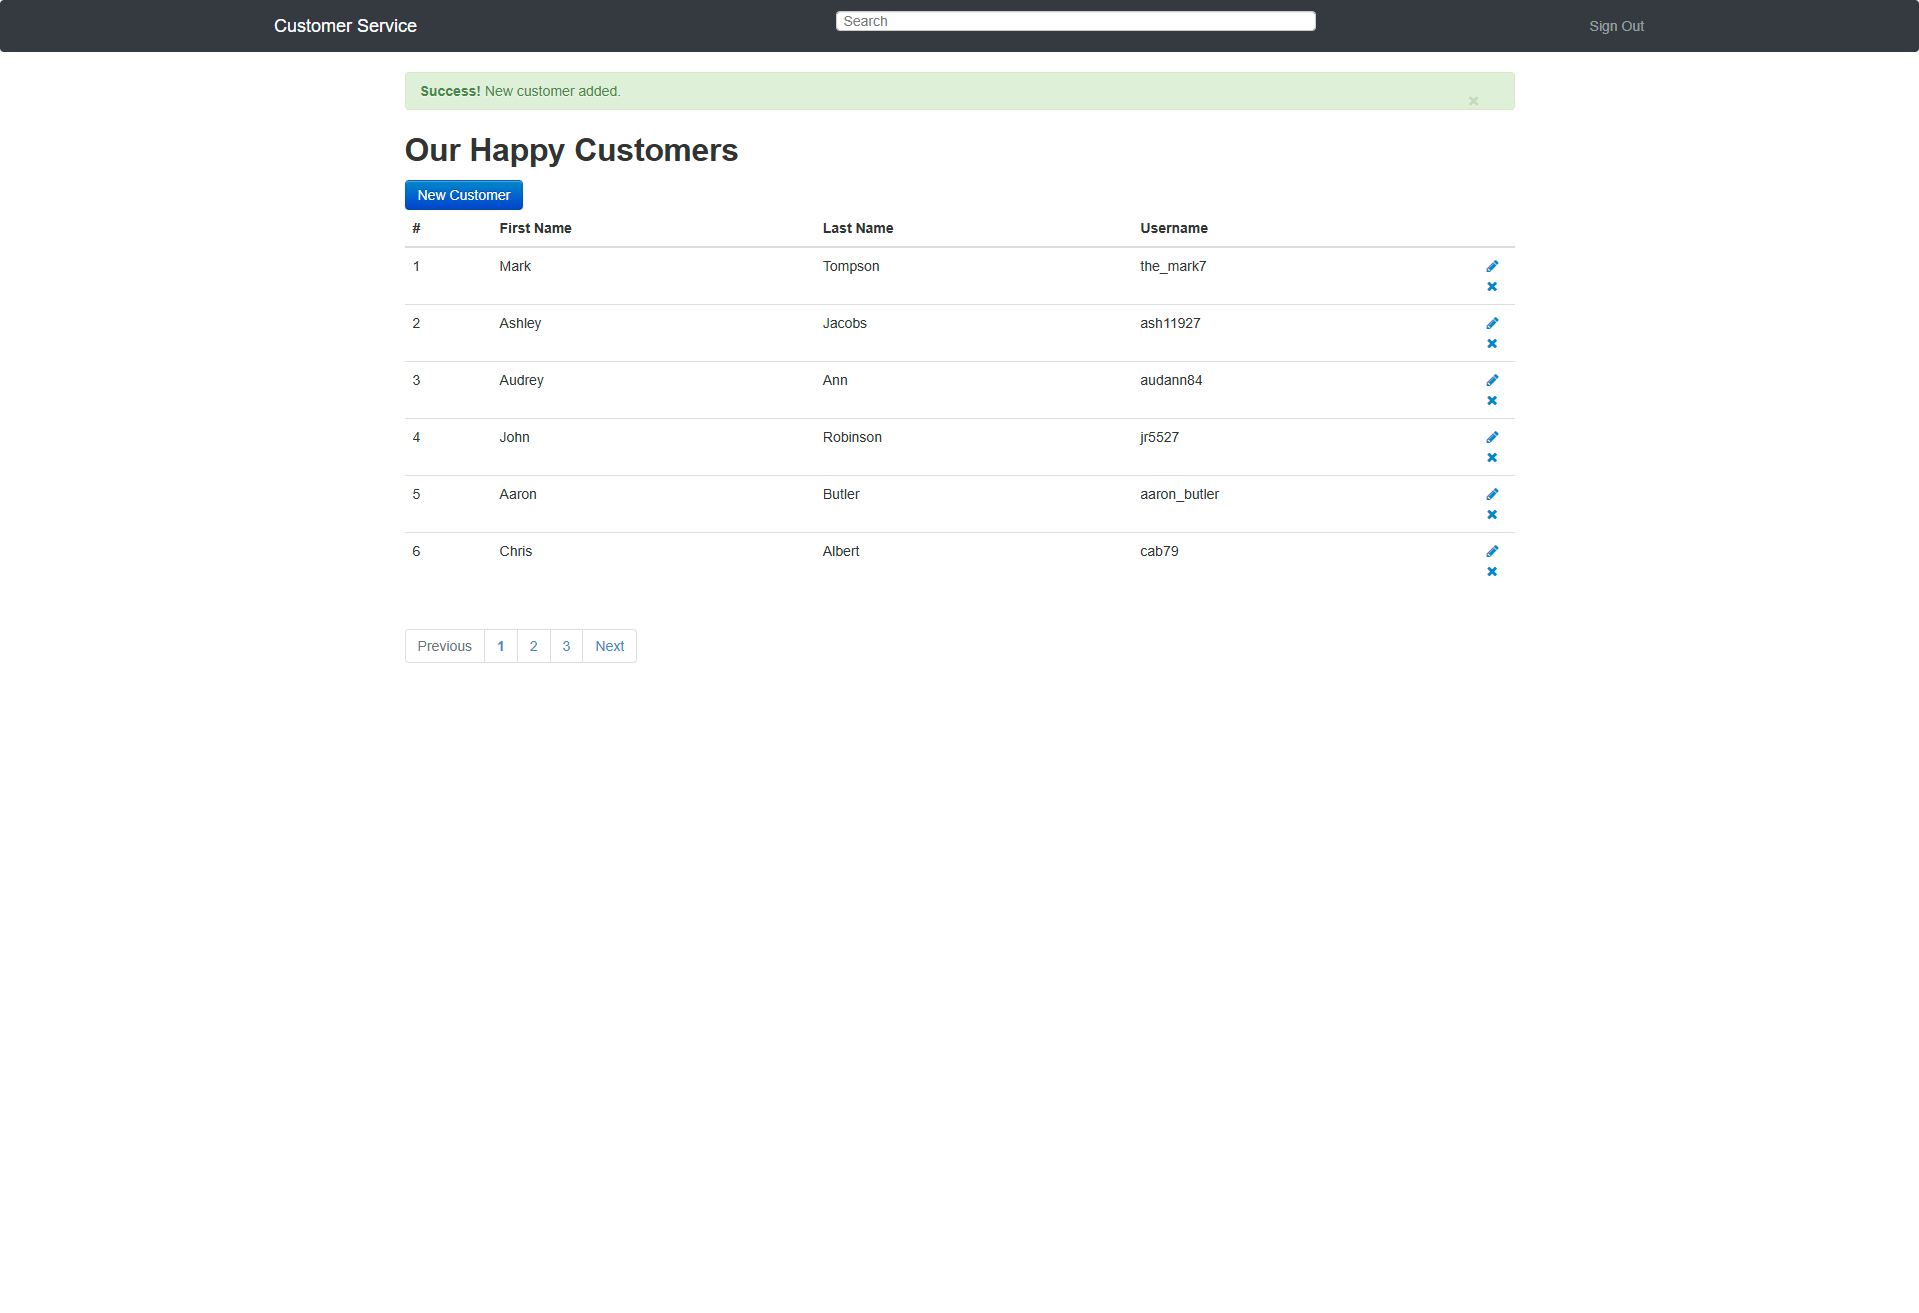 Customer Service Search Sign Out
Success! New customer added. ×
Our Happy Customers
New Customer
# First Name Last Name Username
1 Mark Tompson the_mark7
2 Ashley Jacobs ash11927
3 Audrey Ann audann84
4 John Robinson jr5527
5 Aaron Butler aaron_butler
6 Chris Albert cab79
Previous 1 2 3 Next